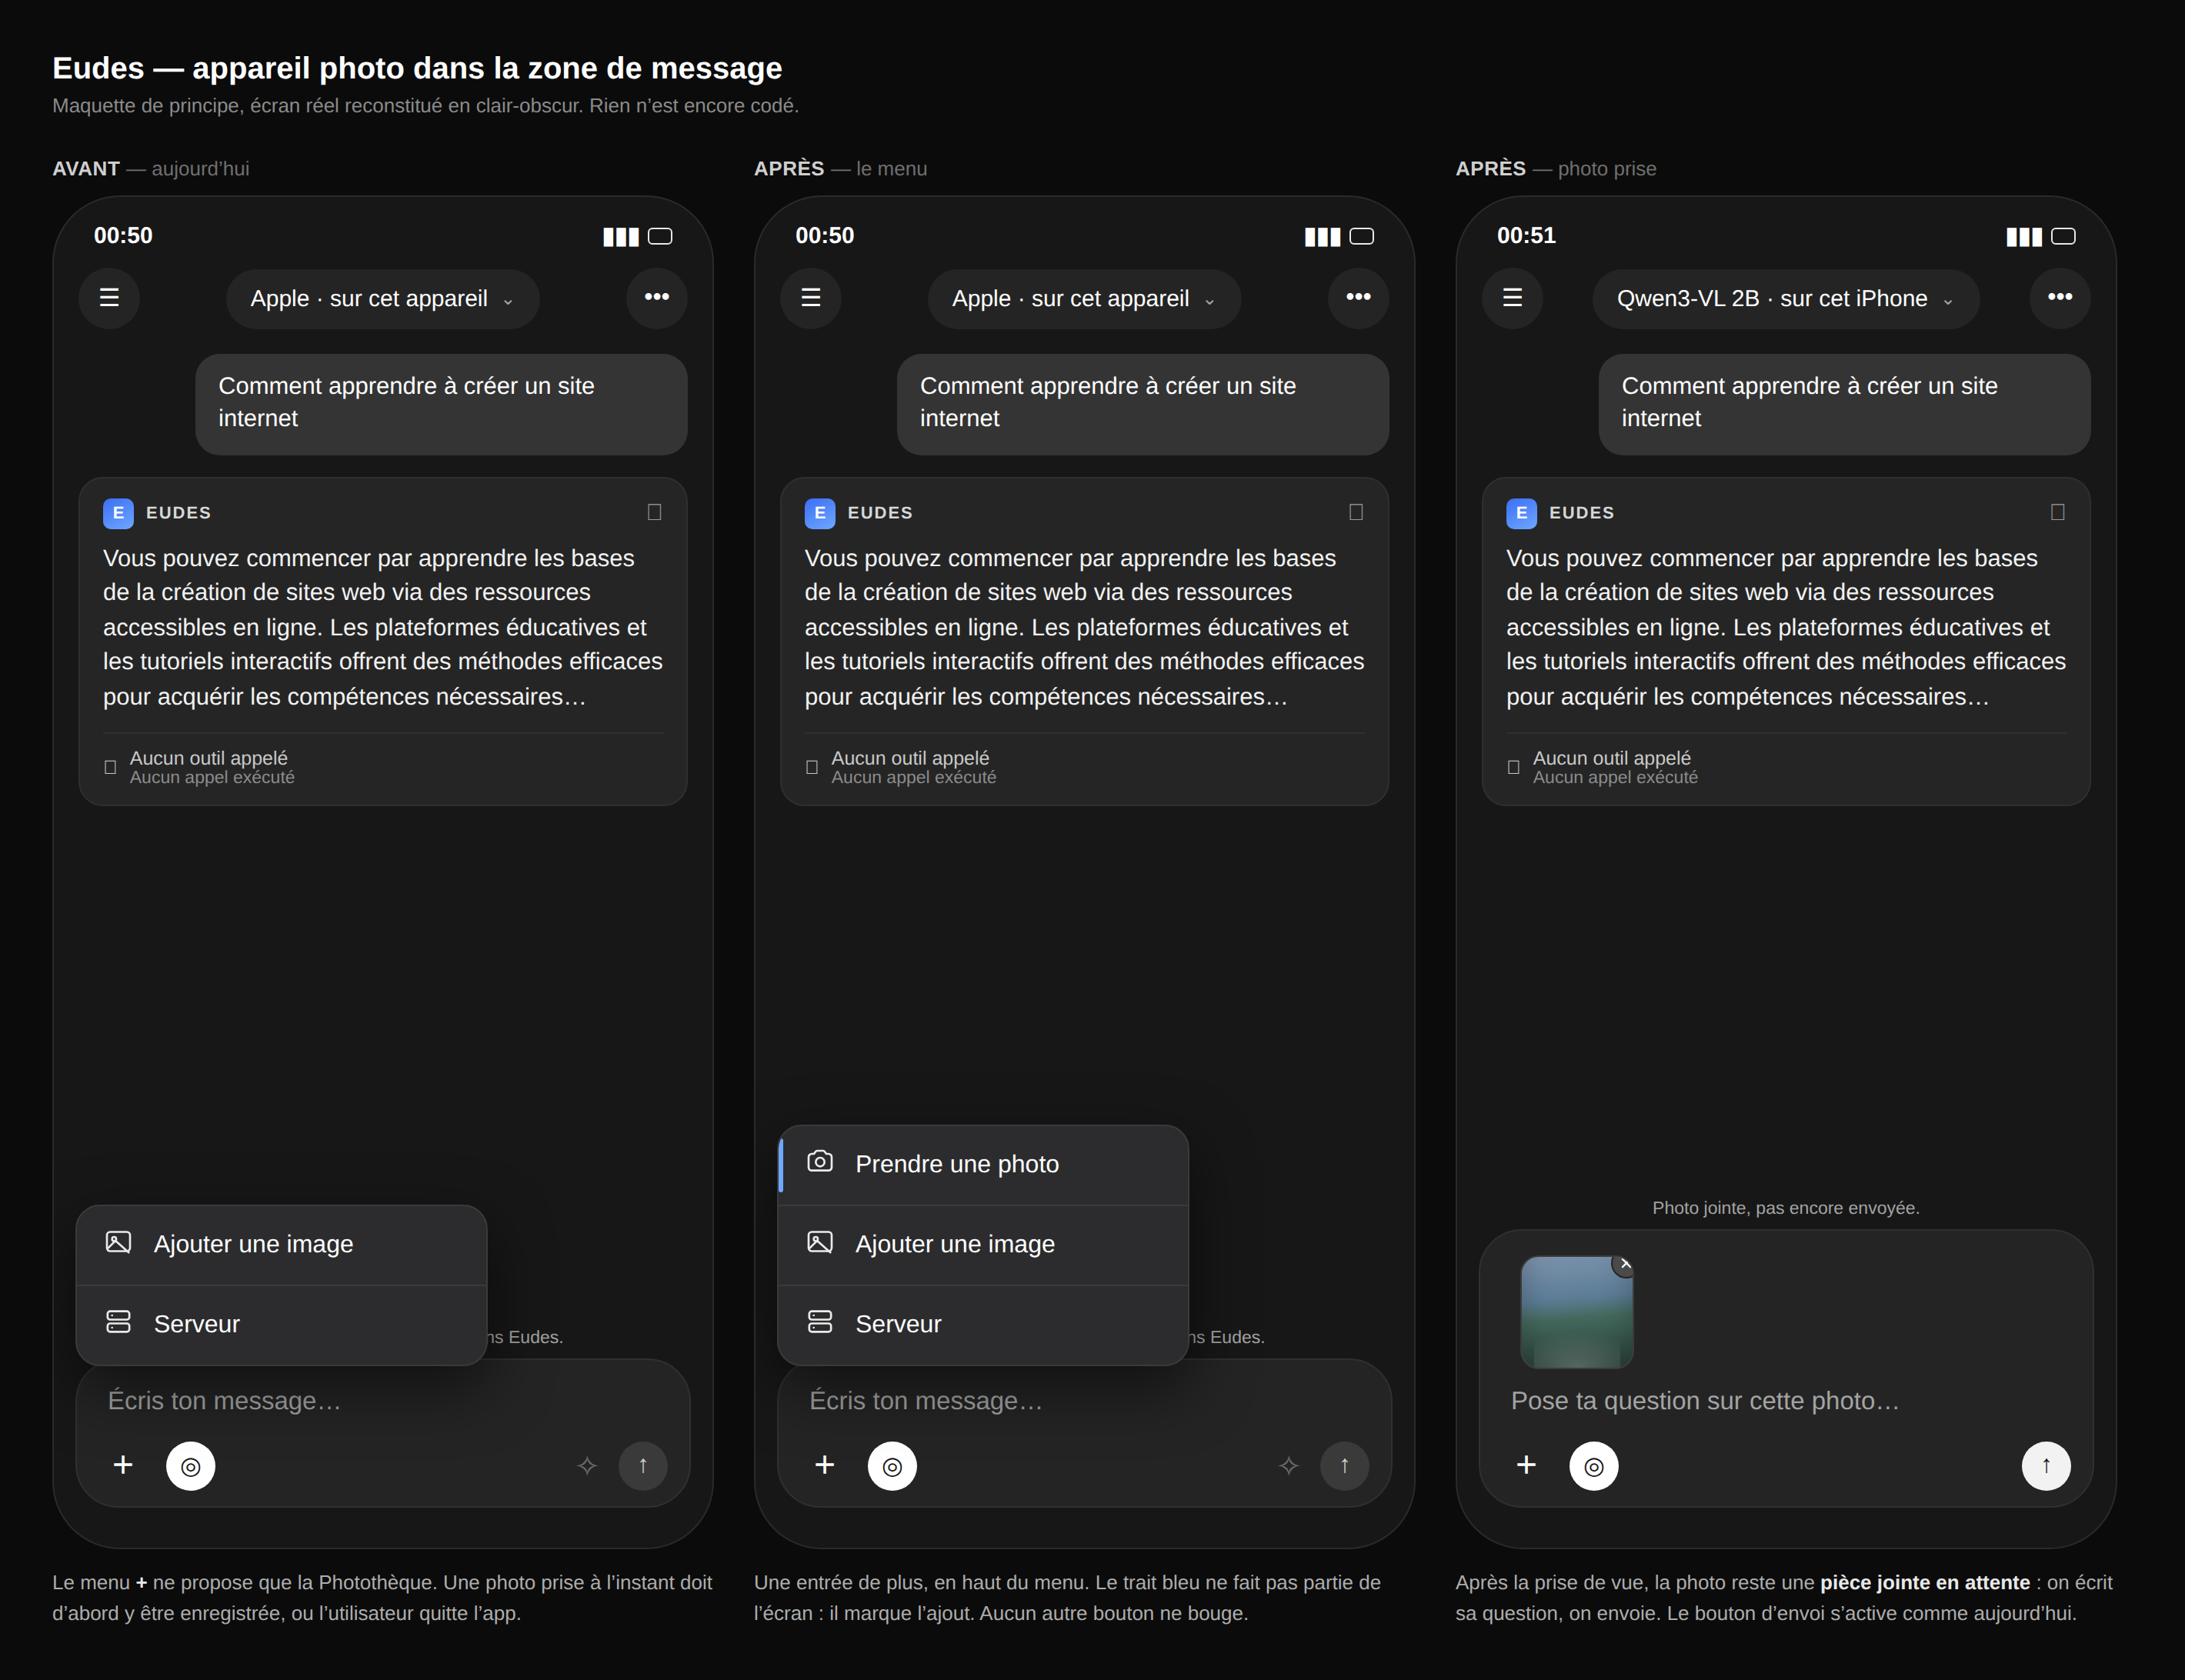 Eudes — appareil photo dans la zone de message
Maquette de principe, écran réel reconstitué en clair-obscur. Rien n’est encore codé.
AVANT — aujourd’hui
00:50
Apple · sur cet appareil
Comment apprendre à créer un site
internet
E EUDES
Vous pouvez commencer par apprendre les bases
de la création de sites web via des ressources
accessibles en ligne. Les plateformes éducatives et
les tutoriels interactifs offrent des méthodes efficaces
pour acquérir les compétences nécessaires…
Aucun outil appelé
Aucun appel exécuté
Ajouter une image
Serveur
ns Eudes.
Écris ton message…
Le menu + ne propose que la Photothèque. Une photo prise à l’instant doit
d’abord y être enregistrée, ou l’utilisateur quitte l’app.
APRÈS — le menu
00:50
Apple · sur cet appareil
Comment apprendre à créer un site
internet
E EUDES
Vous pouvez commencer par apprendre les bases
de la création de sites web via des ressources
accessibles en ligne. Les plateformes éducatives et
les tutoriels interactifs offrent des méthodes efficaces
pour acquérir les compétences nécessaires…
Aucun outil appelé
Aucun appel exécuté
Prendre une photo
Ajouter une image
Serveur
ns Eudes.
Écris ton message…
Une entrée de plus, en haut du menu. Le trait bleu ne fait pas partie de
l’écran : il marque l’ajout. Aucun autre bouton ne bouge.
APRÈS — photo prise
00:51
Qwen3-VL 2B · sur cet iPhone
Comment apprendre à créer un site
internet
E EUDES
Vous pouvez commencer par apprendre les bases
de la création de sites web via des ressources
accessibles en ligne. Les plateformes éducatives et
les tutoriels interactifs offrent des méthodes efficaces
pour acquérir les compétences nécessaires…
Aucun outil appelé
Aucun appel exécuté
Photo jointe, pas encore envoyée.
Pose ta question sur cette photo…
Après la prise de vue, la photo reste une pièce jointe en attente : on écrit
sa question, on envoie. Le bouton d’envoi s’active comme aujourd’hui.